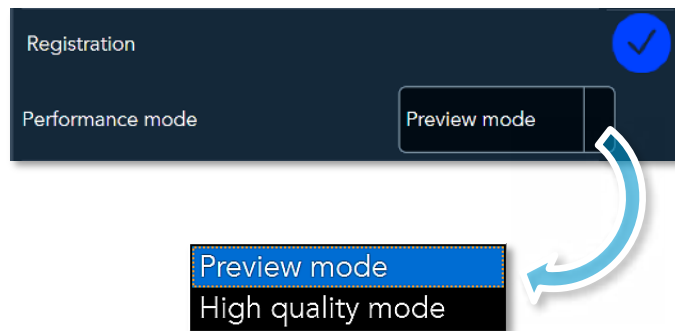 Registration
Performance mode
Preview mode
Preview mode
High quality mode